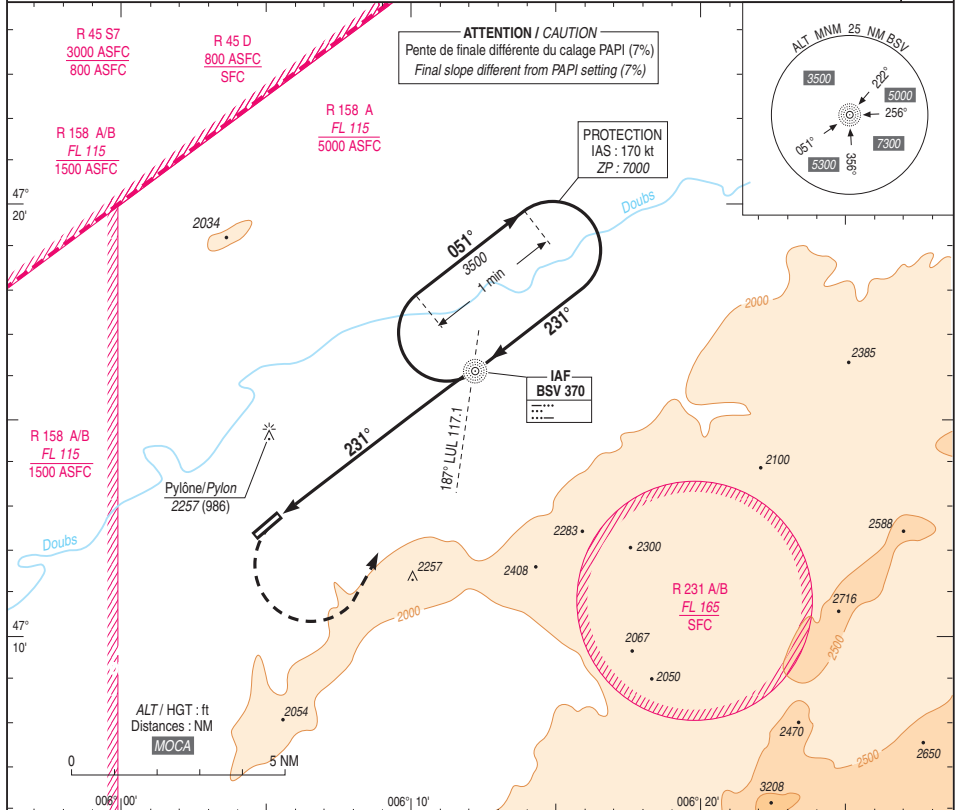 R 45 S7
3000 ASFC
800 ASFC
R 45 D
800 ASFC
SFC
ATTENTION / CAUTION
Pente de finale différente du calage PAPI (7%)
Final slope different from PAPI setting (7%)
ALT MNM 25 NM BSV
3500
222°
5000
256°
7300
051°
5300
356°
R 158 A/B
FL 115
1500 ASFC
R 158 A
FL 115
5000 ASFC
PROTECTION
IAS : 170 kt
ZP : 7000
47°
20'
2034
Doubs
051°
3500
1 min
231°
2000
2385
IAF
BSV 370
187° LUL 117.1
231°
R 158 A/B
FL 115
1500 ASFC
Pylône/Pylon
2257 (986)
2100
Doubs
2283
2300
2588
2257
2408
R 231 A/B
FL 165
SFC
2716
2000
47°
10'
2067
2500
2050
2054
ALT / HGT : ft
Distances : NM
MOCA
2470
2500
2650
0
5 NM
3208
006° 00'
006° 10'
006° 20'